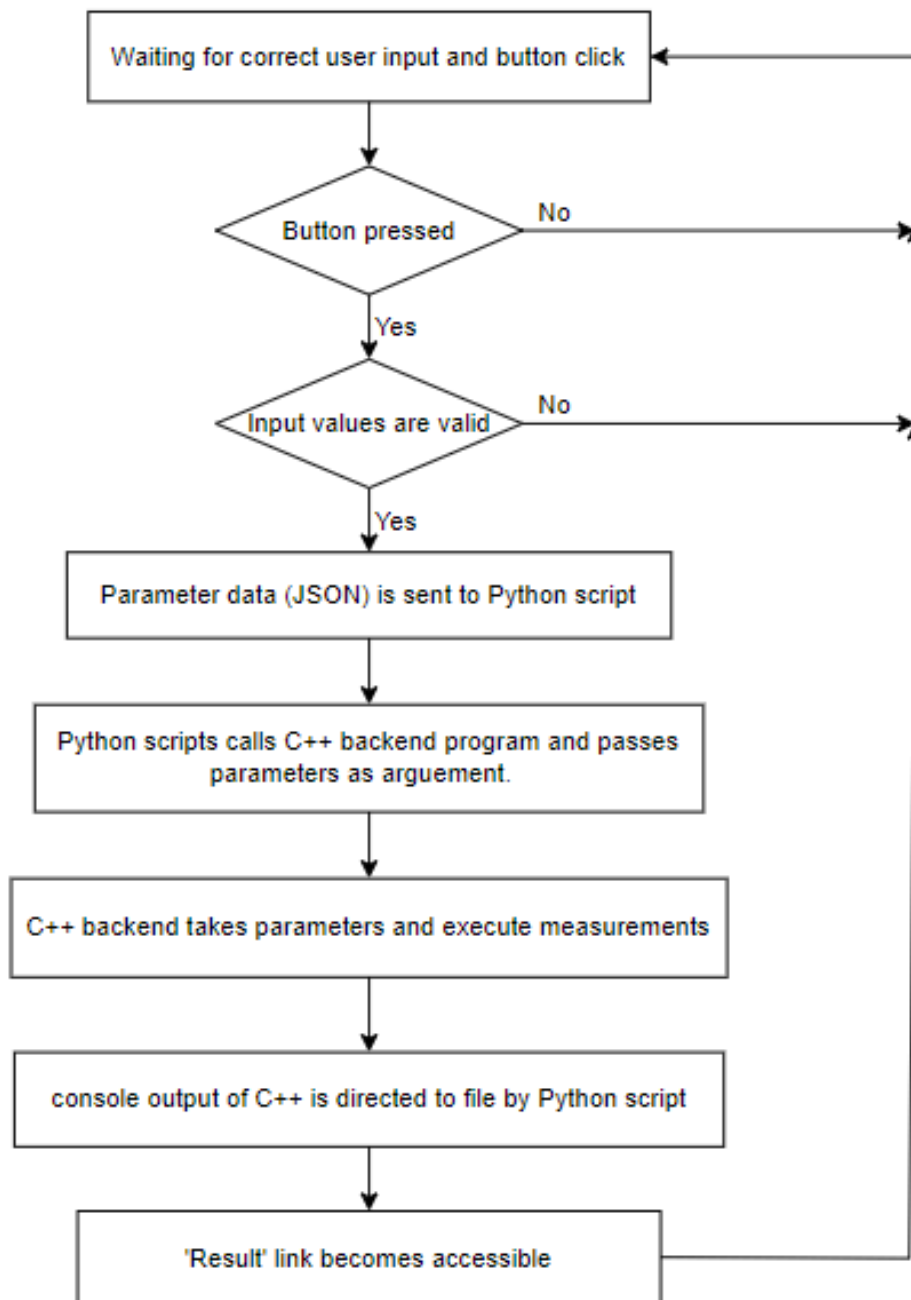 Waiting for correct user input and button click
Button pressed
No
Yes
Input values are valid
No
Yes
Parameter data (JSON) is sent to Python script
Python scripts calls C++ backend program and passes
parameters as arguement.
C++ backend takes parameters and execute measurements
console output of C++ is directed to file by Python script
'Result' link becomes accessible